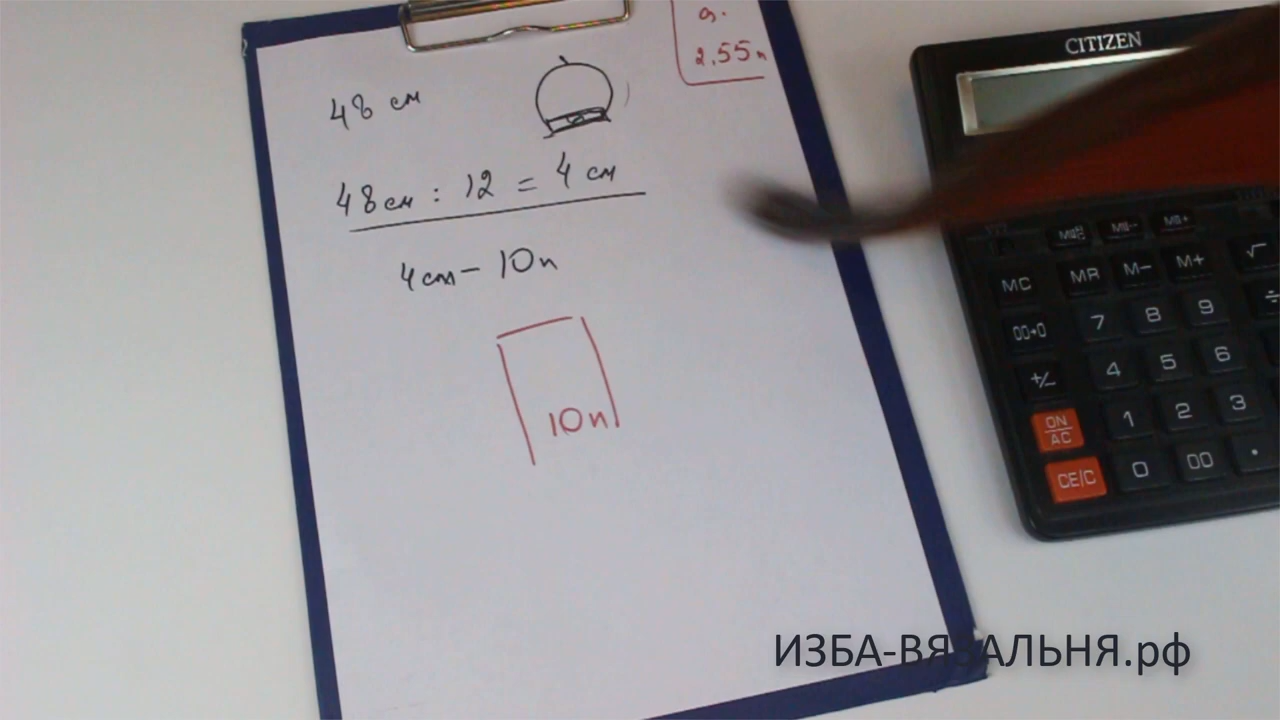 48 см
g.
2,55п
48см : 12 = 4 см
4cm – 10п
10п
CITIZEN
MC MR M– M+ √
00→0 7 8 9 ÷
+/– 4 5 6
ON/AC 1 2 3
CE/C 0 00 .
ИЗБА-ВЯЗАЛЬНЯ.рф